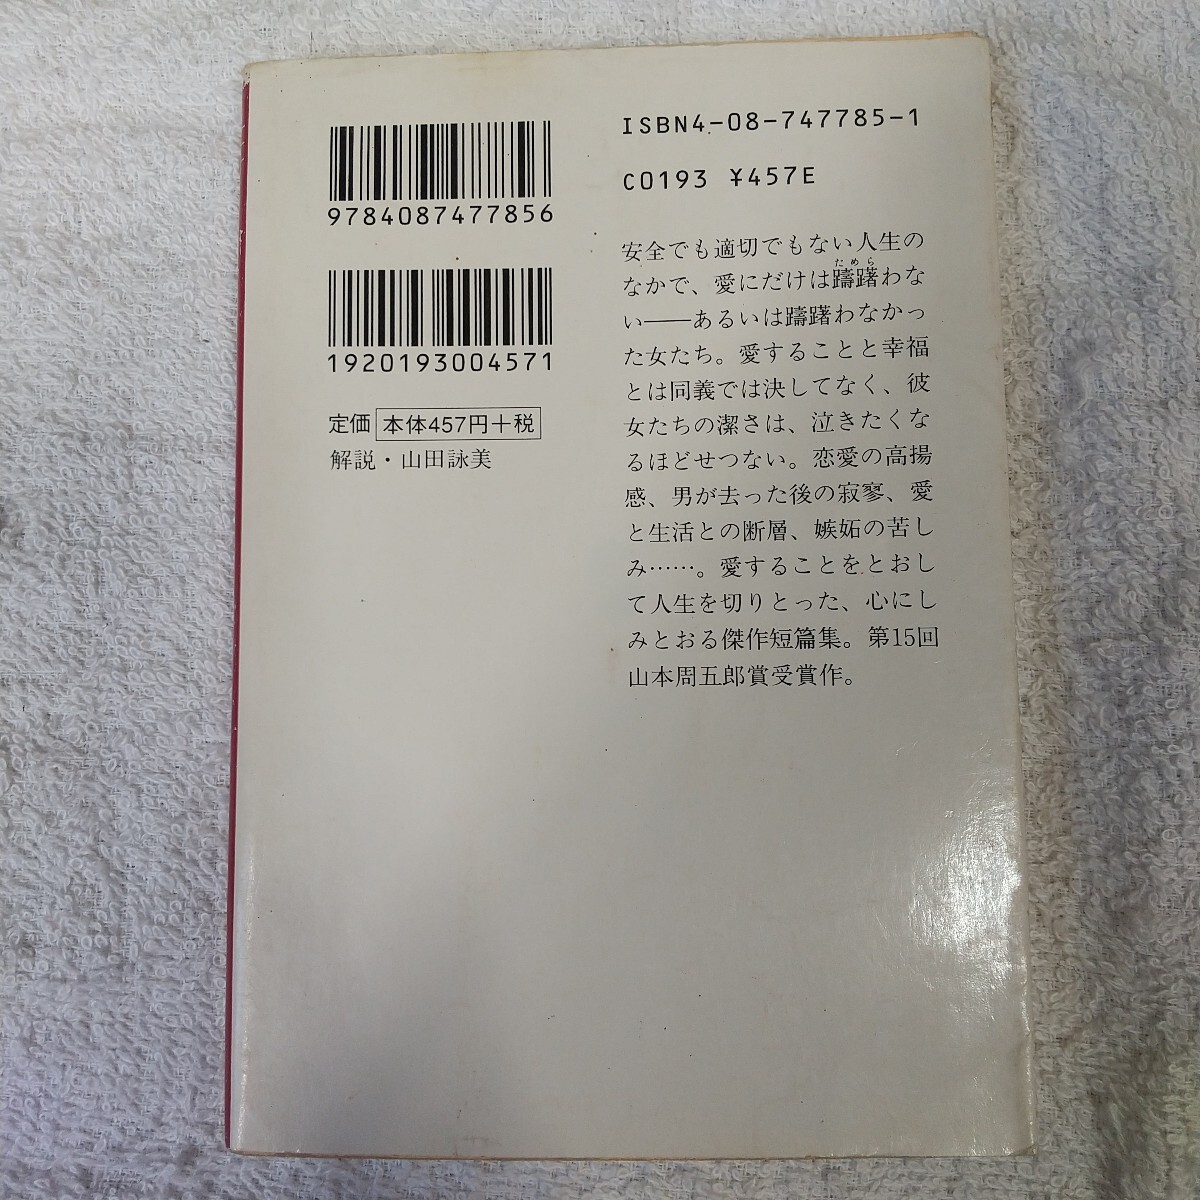 9784087477856
1920193004571
定価 本体457円+税
解説・山田詠美
ISBN4-08-747785-1
C0193 ¥457E
安全でも適切でもない人生の
なかで、愛にだけは躊躇わな
ためら
い――あるいは躊躇わなかっ
た女たち。愛することと幸福
とは同義では決してなく、彼
女たちの潔さは、泣きたくな
るほどせつない。恋愛の高揚
感、男が去った後の寂寥、愛
と生活との断層、嫉妬の苦し
み……。愛することをとおし
て人生を切りとった、心にし
みとおる傑作短篇集。第15回
山本周五郎賞受賞作。